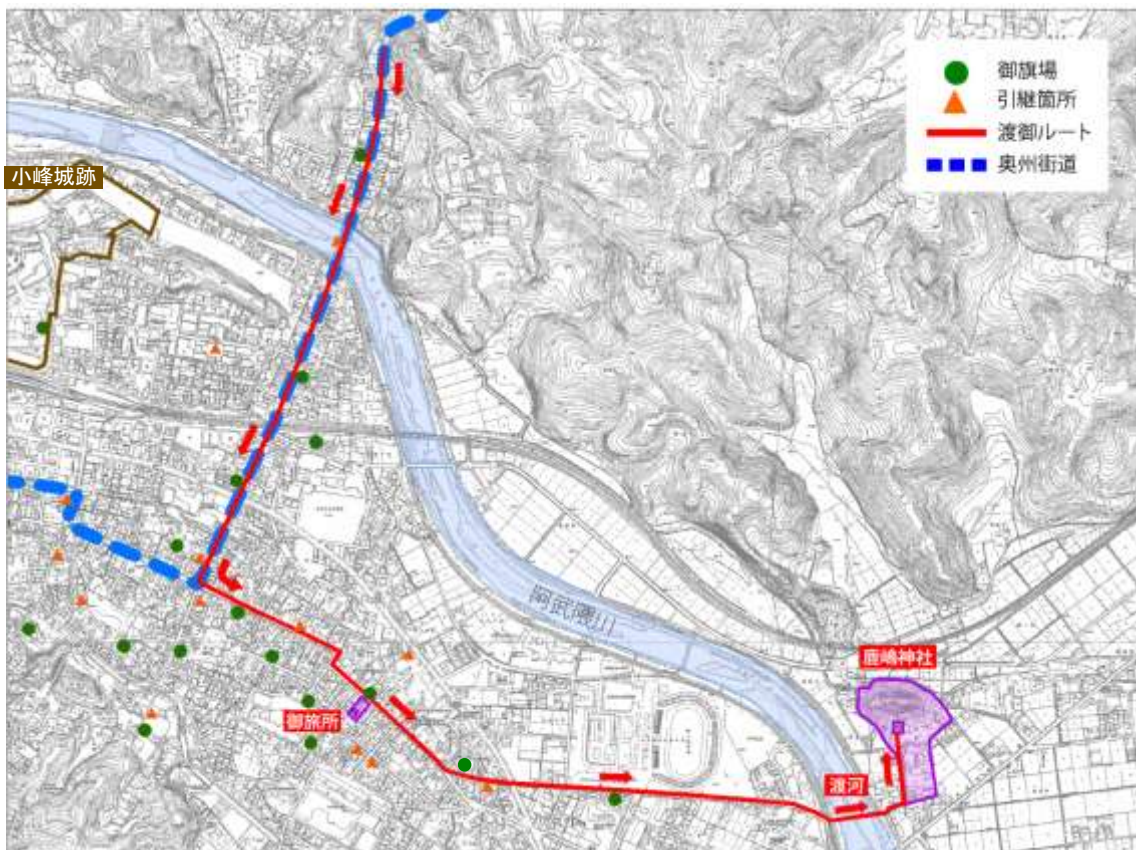 御旗場
引継箇所
渡御ルート
奥州街道
小峰城跡
阿武隈川
鹿嶋神社
御旅所
渡河